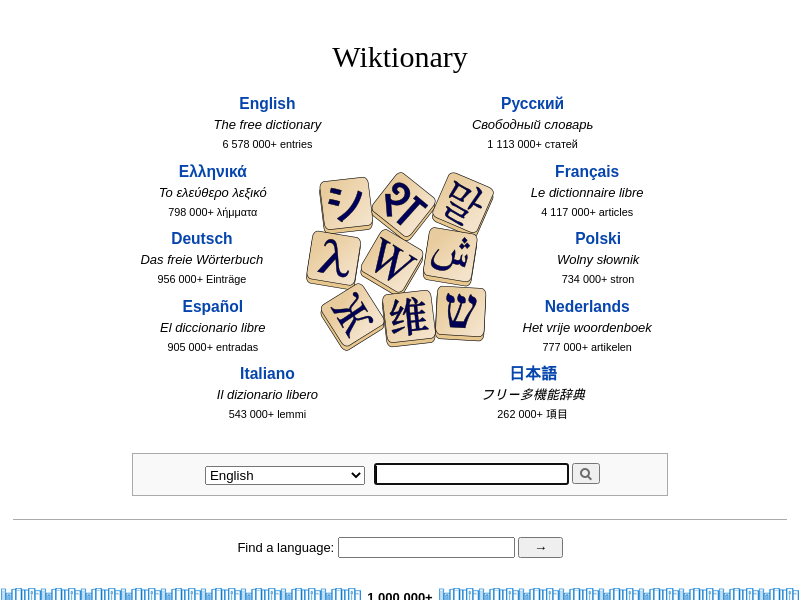 Wiktionary
English
The free dictionary
6 578 000+ entries
Русский
Свободный словарь
1 113 000+ статей
Ελληνικά
Το ελεύθερο λεξικό
798 000+ λήμματα
Français
Le dictionnaire libre
4 117 000+ articles
Deutsch
Das freie Wörterbuch
956 000+ Einträge
Polski
Wolny słownik
734 000+ stron
Español
El diccionario libre
905 000+ entradas
Nederlands
Het vrije woordenboek
777 000+ artikelen
Italiano
Il dizionario libero
543 000+ lemmi
日本語
フリー多機能辞典
262 000+ 項目
シ
말
λ W ش
Ж 维 ש
English
Find a language: →
1 000 000+